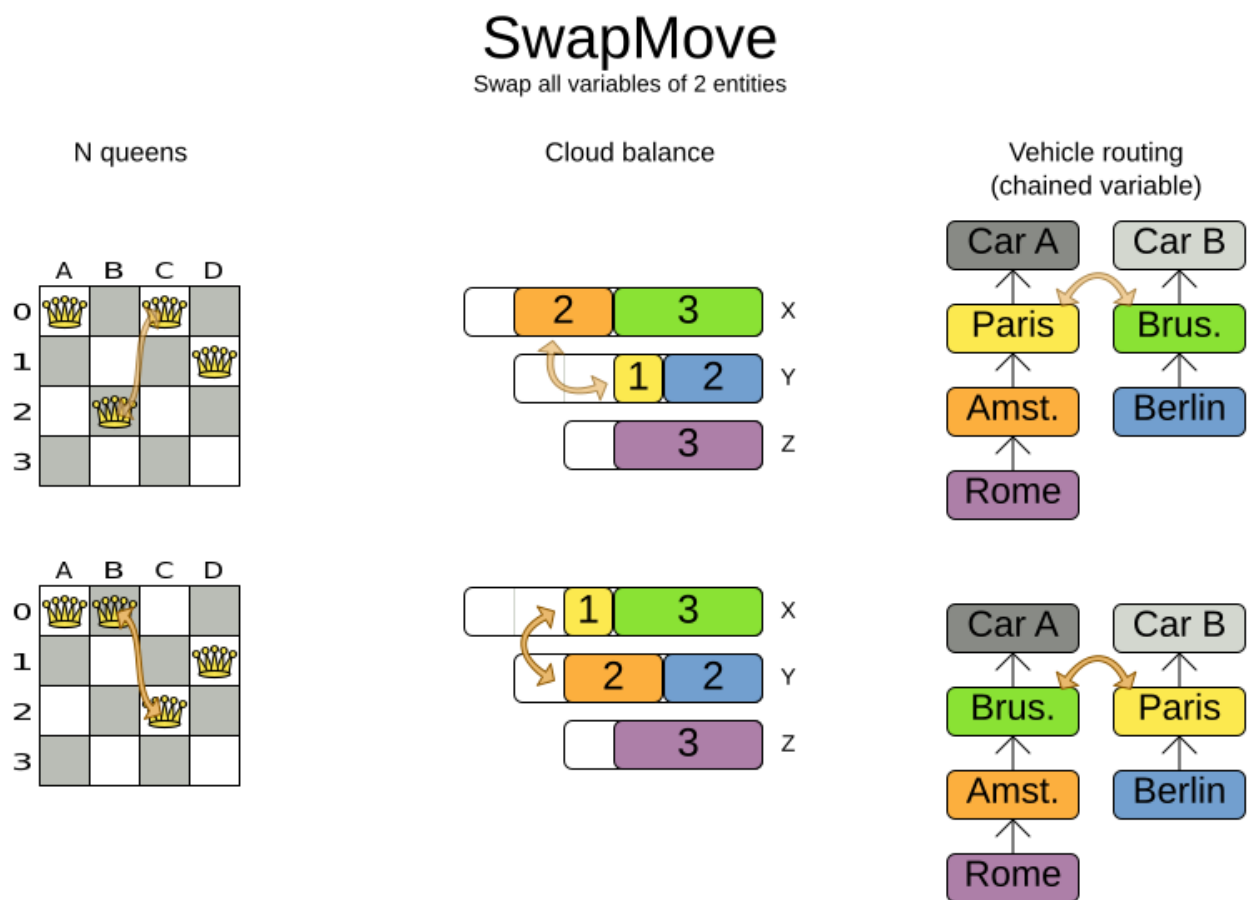 SwapMove
Swap all variables of 2 entities
N queens
Cloud balance
Vehicle routing
(chained variable)
A B C D
0
1
2
3
2 3 X
1 2 Y
3 Z
Car A Car B
Paris Brus.
Amst. Berlin
Rome
A B C D
0
1
2
3
1 3 X
2 2 Y
3 Z
Car A Car B
Brus. Paris
Amst. Berlin
Rome